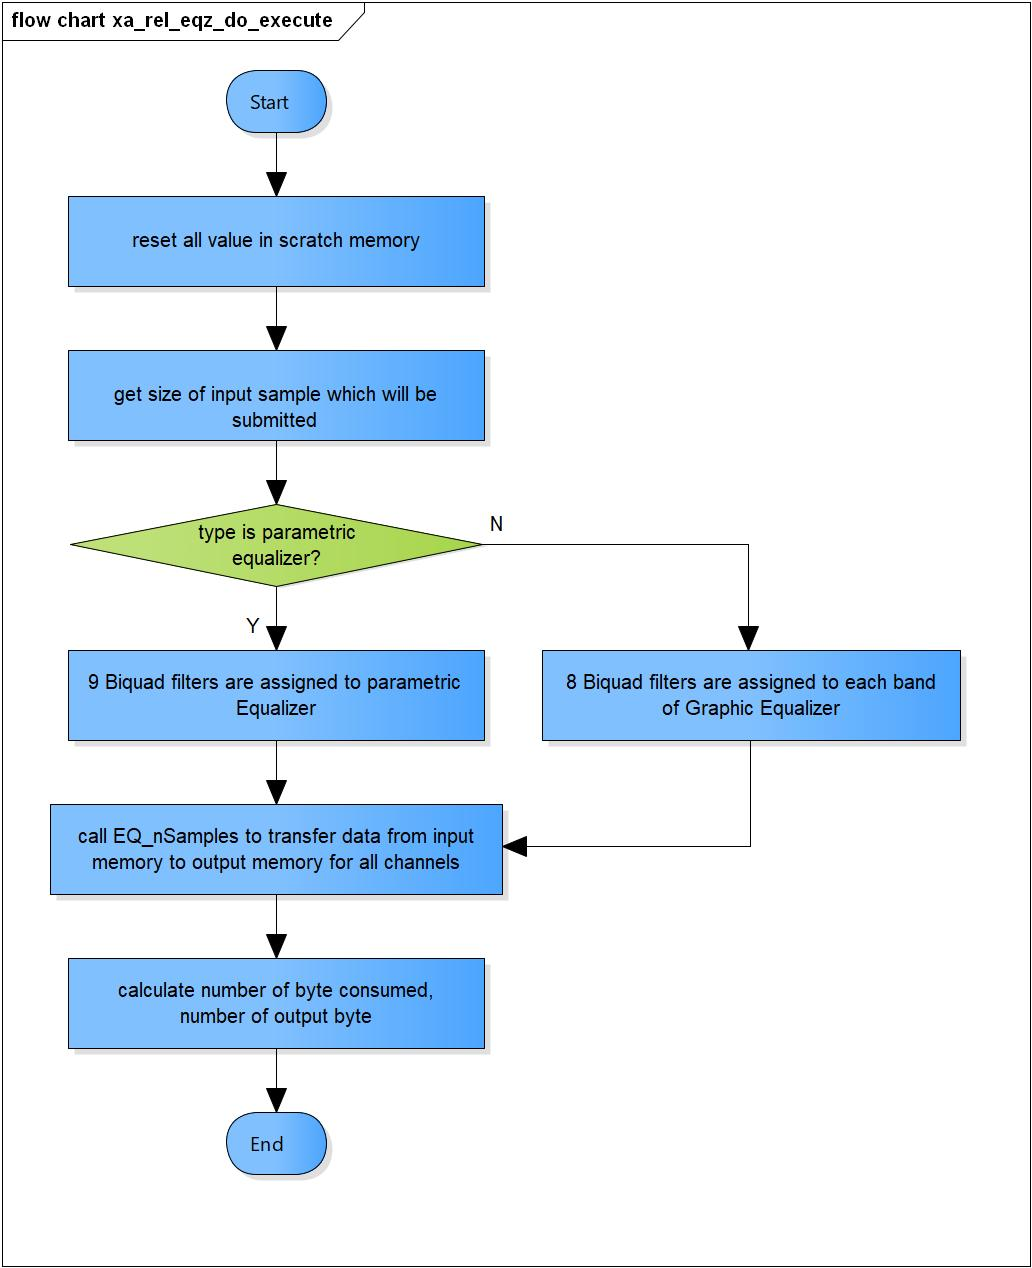 flow chart xa_rel_eqz_do_execute
Start
reset all value in scratch memory
get size of input sample which will be
submitted
type is parametric
equalizer?
N
Y
9 Biquad filters are assigned to parametric
Equalizer
8 Biquad filters are assigned to each band
of Graphic Equalizer
call EQ_nSamples to transfer data from input
memory to output memory for all channels
calculate number of byte consumed,
number of output byte
End